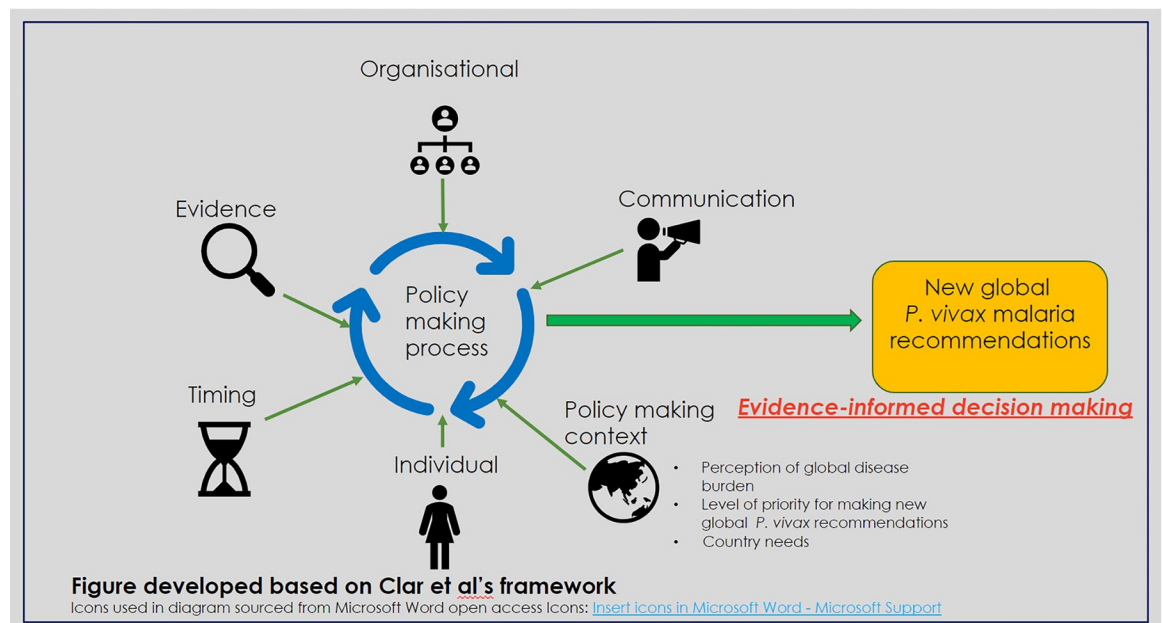 Organisational
Communication
Evidence
Policy
making
process
New global
P. vivax malaria
recommendations
Timing
Individual
Policy making
context
Evidence-informed decision making
• Perception of global disease
burden
• Level of priority for making new
global P. vivax recommendations
• Country needs
Figure developed based on Clar et al's framework
Icons used in diagram sourced from Microsoft Word open access Icons: Insert icons in Microsoft Word - Microsoft Support